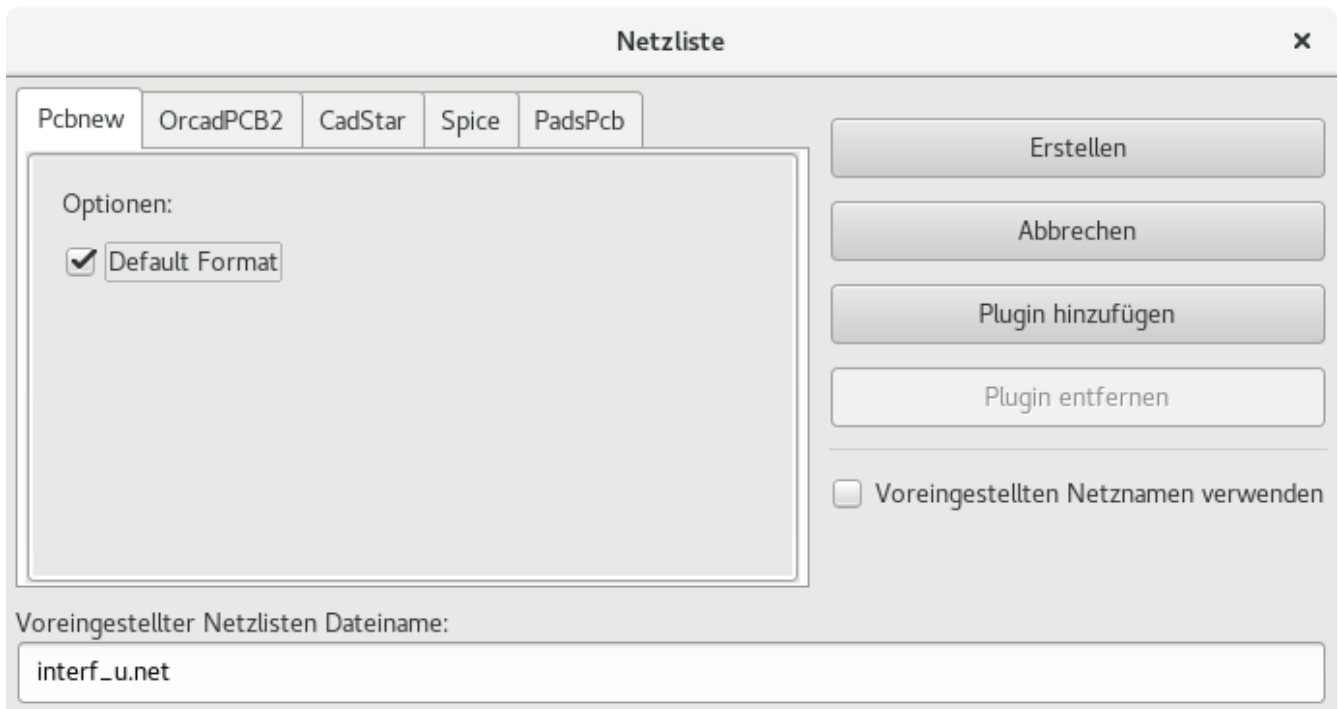 Netzliste
Pcbnew OrcadPCB2 CadStar Spice PadsPcb
Erstellen
Optionen:
Default Format
Abbrechen
Plugin hinzufügen
Plugin entfernen
Voreingestellten Netznamen verwenden
Voreingestellter Netzlisten Dateiname:
interf_u.net